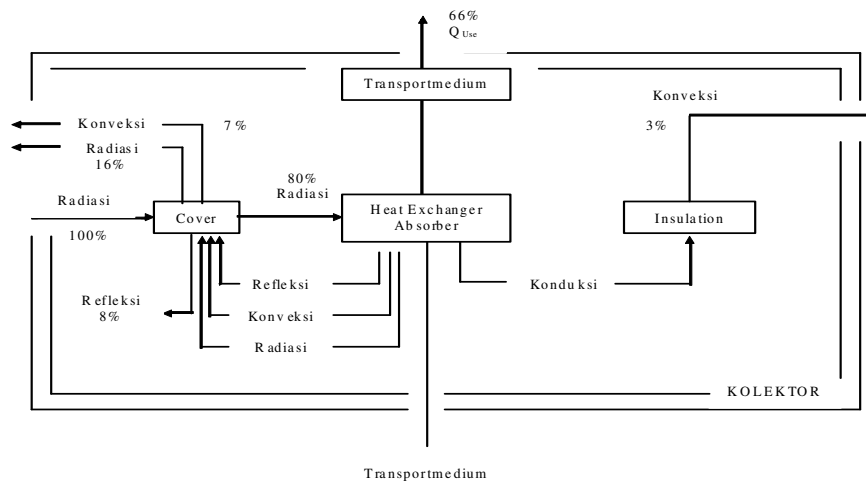 66%
Q Use
Transportmedium
Konveksi
3%
Konveksi
7%
Radiasi
16%
80%
Radiasi
Radiasi
100%
Cover
Heat Exchanger
Absorber
Insulation
Refleksi
Konduksi
Refleksi
8%
Konveksi
Radiasi
KOLEKTOR
Transportmedium